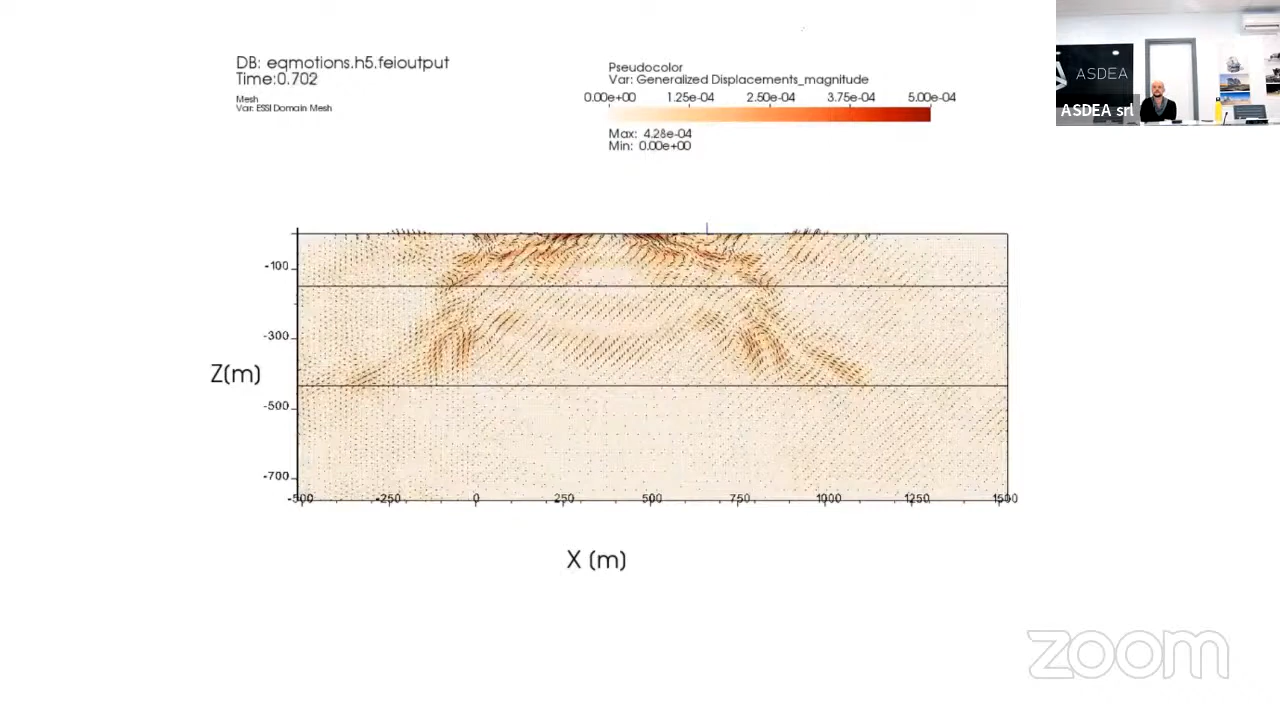 DB: eqmotions.h5.feioutput
Time:0.702
Mesh
Var: ESSI Domain Mesh
Pseudocolor
Var: Generalized Displacements_magnitude
0.00e+00 1.25e-04 2.50e-04 3.75e-04 5.00e-04
Max: 4.28e-04
Min: 0.00e+00
ASDEA
ASDEA srl
-100
-300
Z(m)
-500
-700
-500 -250 0 250 500 750 1000 1250 1500
X (m)
zoom